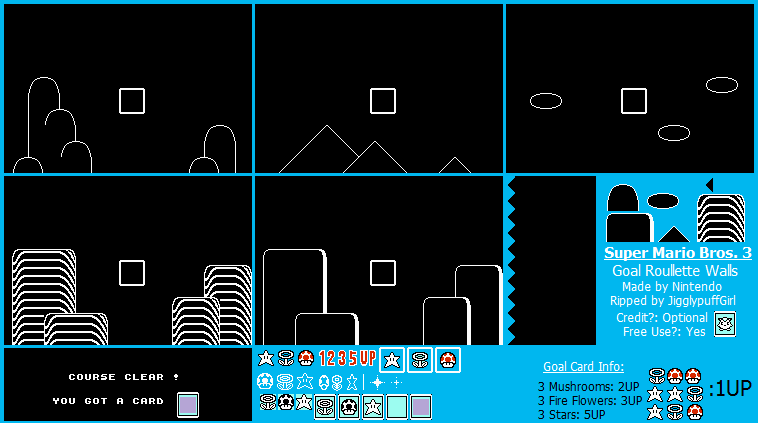 Super Mario Bros. 3
Goal Roullette Walls
Made by Nintendo
Ripped by JigglypuffGirl
Credit?: Optional
Free Use?: Yes
COURSE CLEAR !
YOU GOT A CARD
1235UP
Goal Card Info:
3 Mushrooms: 2UP
3 Fire Flowers: 3UP
3 Stars: 5UP
:1UP